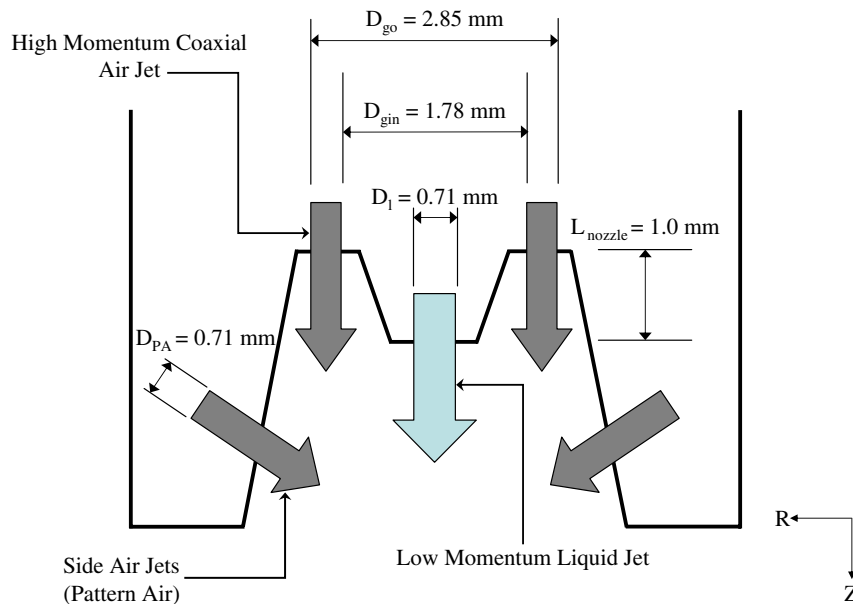 D_go = 2.85 mm
High Momentum Coaxial
Air Jet
D_gin = 1.78 mm
D_l = 0.71 mm
L_nozzle = 1.0 mm
D_PA = 0.71 mm
R
Z
Low Momentum Liquid Jet
Side Air Jets
(Pattern Air)